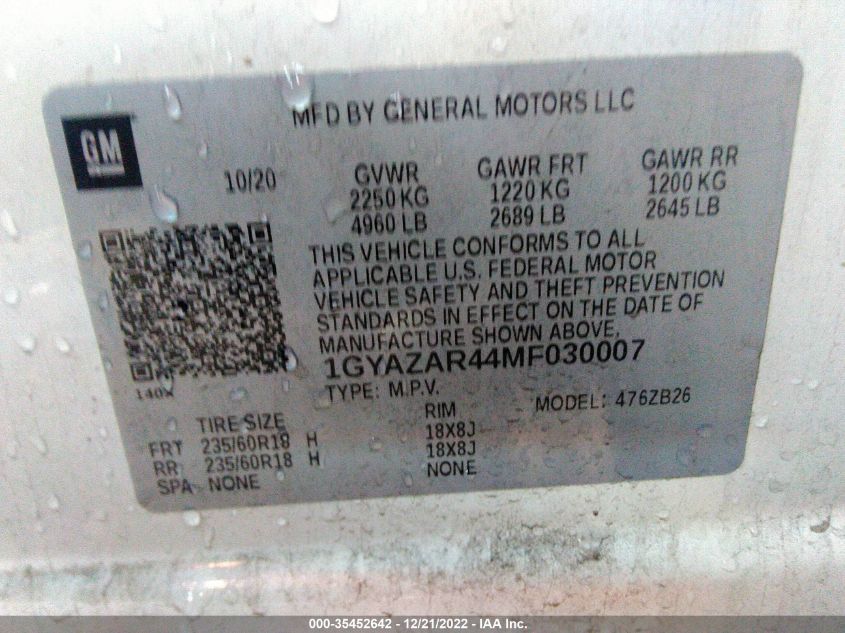 MFD BY GENERAL MOTORS LLC
GM
10/20
GVWR GAWR FRT GAWR RR
2250 KG 1220 KG 1200 KG
4960 LB 2689 LB 2645 LB
THIS VEHICLE CONFORMS TO ALL
APPLICABLE U.S. FEDERAL MOTOR
VEHICLE SAFETY AND THEFT PREVENTION
STANDARDS IN EFFECT ON THE DATE OF
MANUFACTURE SHOWN ABOVE.
1GYAZAR44MF030007
140X
TYPE: M.P.V. MODEL: 476ZB26
TIRE SIZE RIM
FRT 235/60R18 H 18X8J
RR 235/60R18 H 18X8J
SPA NONE NONE
000-35452642 - 12/21/2022 - IAA Inc.